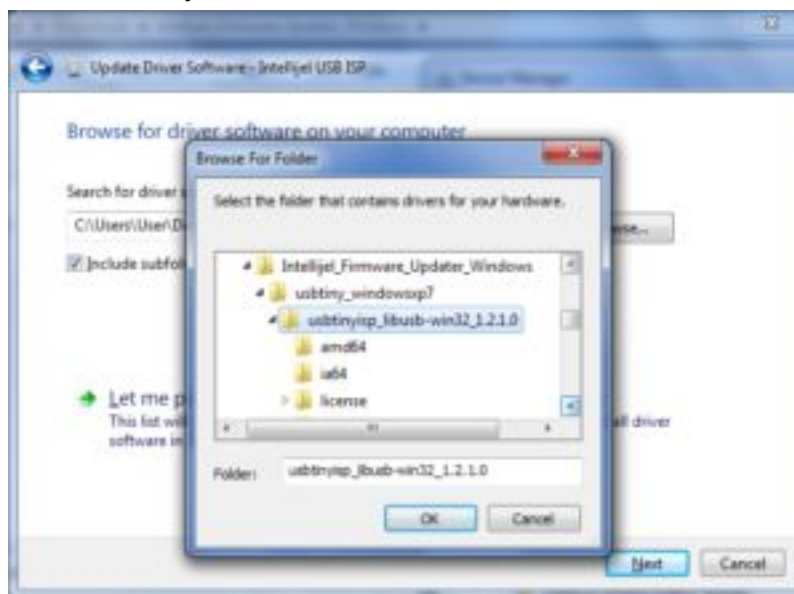 Update Driver Software - Intellijel USB ISP
Browse for driver software on your computer
Browse For Folder
Select the folder that contains drivers for your hardware.
Search for driver
C:\Users\User\D
Include subfol
Intellijel_Firmware_Updater_Windows
usbtiny_windowsxp7
usbtinyisp_libusb-win32_1.2.1.0
amd64
ia64
license
Let me p
This list will
all driver
software in
Folder:
usbtinyisp_libusb-win32_1.2.1.0
OK
Cancel
Next
Cancel